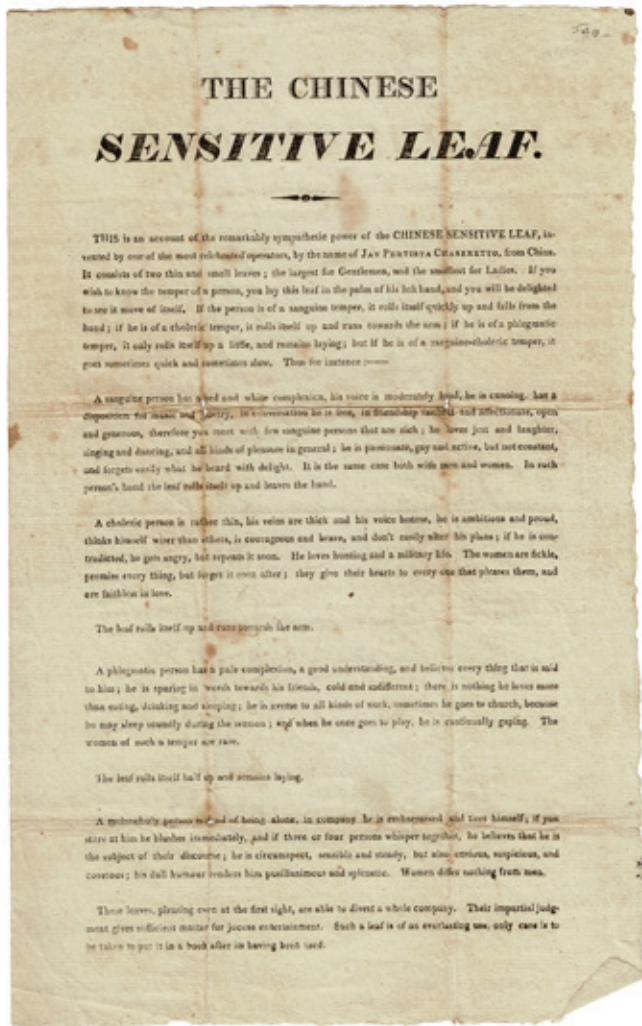 THE CHINESE
SENSITIVE LEAF.
THIS is an account of the remarkably sympathetic power of the CHINESE SENSITIVE LEAF, in-
vented by one of the most celebrated operators, by the name of from China.
It consists of two thin and small leaves; the largest for Gentlemen, and the smallest for Ladies. If you
wish to know the temper of a person, you lay this leaf in the palm of his left hand, and you will be delighted
to see it move of itself. If the person is of a sanguine temper, it rolls itself quickly up and falls from the
hand; if he is of a choleric temper, it rolls itself up and runs towards the arm; if he is of a phlegmatic
temper, it only rolls itself up a little, and remains laying; but if he is of a sanguine-choleric temper, it
goes sometimes quick and sometimes slow. Thus for instance :——
A sanguine person has a red and white complexion, his voice is moderately he is cunning, has a
disposition for music and poetry, in conversation he is free, in friendship and affectionate, open
and generous, therefore you meet with few sanguine persons that are rich; he loves jest and laughter,
singing and dancing, and all kinds of pleasure in general; he is passionate, gay and active, but not constant,
and forgets easily what he heard with delight. It is the same case both with men and women. In such
person's hand the leaf rolls itself up and leaves the hand.
A choleric person is rather thin, his veins are thick and his voice hoarse, he is ambitious and proud,
thinks himself wiser than others, is courageous and brave, and don't easily alter his plans; if he is con-
tradicted, he gets angry, but repents it soon. He loves hunting and a military life. The women are fickle,
promise every thing, but forget it soon after; they give their hearts to every one that pleases them, and
are faithless in love.
The leaf rolls itself up and runs towards the arm.
A phlegmatic person has a pale complexion, a good understanding, and believes every thing that is said
to him; he is sparing in words towards his friends, cold and indifferent; there is nothing he loves more
than eating, drinking and sleeping; he is averse to all kinds of work, sometimes he goes to church, because
he may sleep soundly during the sermon; and when he once goes to play, he is continually gaping. The
women of such a temper are rare.
The leaf rolls itself half up and remains laying.
A melancholy person is fond of being alone, in company he is embarrassed and himself; if you
stare at him he blushes immediately, and if three or four persons whisper together, he believes that he is
the subject of their discourse; he is circumspect, sensible and steady, but also envious, suspicious, and
covetous; his dull humour renders him pusillanimous and splenetic. Women differ nothing from men.
These leaves, pleasing even at the first sight, are able to divert a whole company. Their impartial judg-
ment gives sufficient matter for jocose entertainment. Such a leaf is of an everlasting use, only care is to
be taken to put it in a book after its having been used.